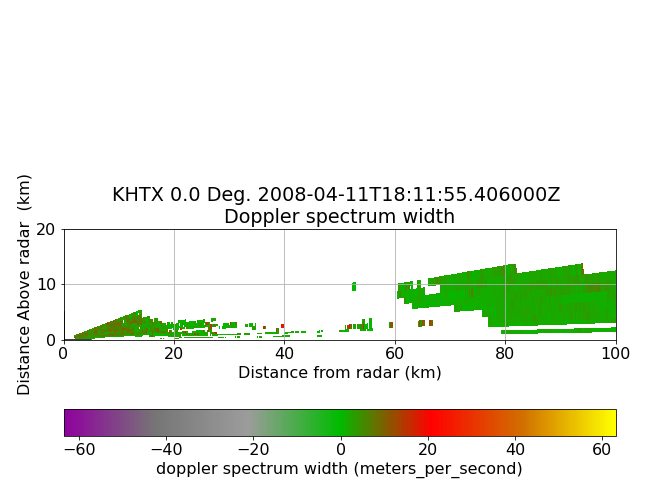 KHTX 0.0 Deg. 2008-04-11T18:11:55.406000Z
Doppler spectrum width
Distance Above radar  (km)
20
10
0
0 20 40 60 80 100
Distance from radar (km)
−60 −40 −20 0 20 40 60
doppler spectrum width (meters_per_second)